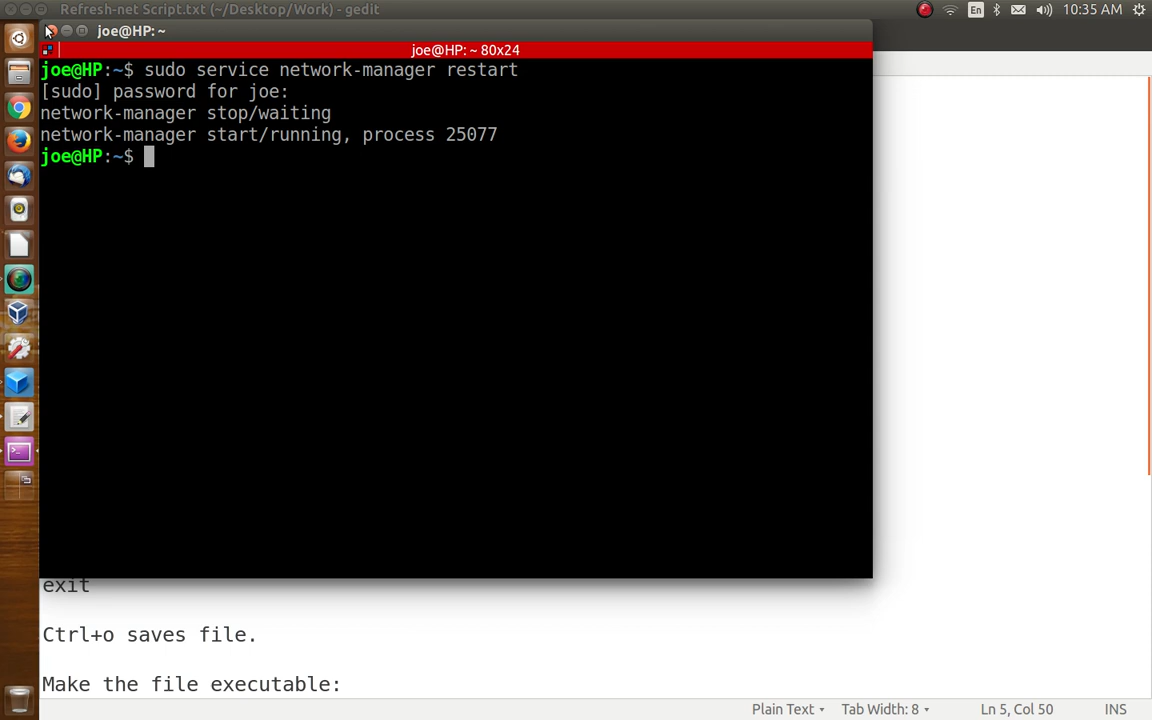 Refresh-net Script.txt (~/Desktop/Work) - gedit
En
10:35 AM
joe@HP: ~
joe@HP: ~ 80x24
joe@HP:~$ sudo service network-manager restart
[sudo] password for joe:
network-manager stop/waiting
network-manager start/running, process 25077
joe@HP:~$
exit
Ctrl+o saves file.
Make the file executable:
Plain Text Tab Width: 8 Ln 5, Col 50 INS